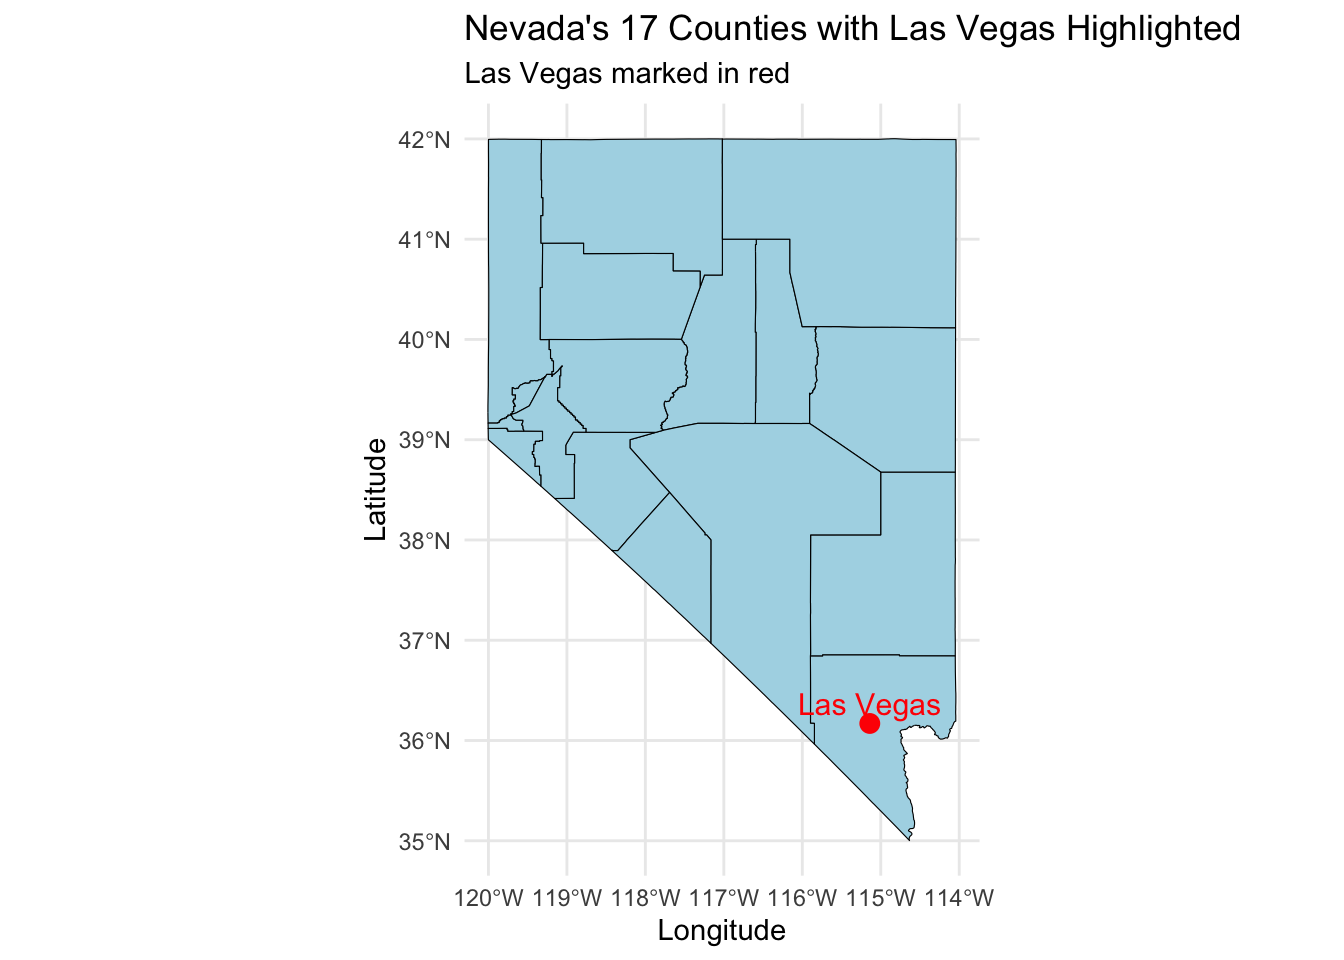 Nevada's 17 Counties with Las Vegas Highlighted
Las Vegas marked in red
42°N
41°N
40°N
39°N
38°N
37°N
36°N
35°N
Latitude
Las Vegas
120°W 119°W 118°W 117°W 116°W 115°W 114°W
Longitude